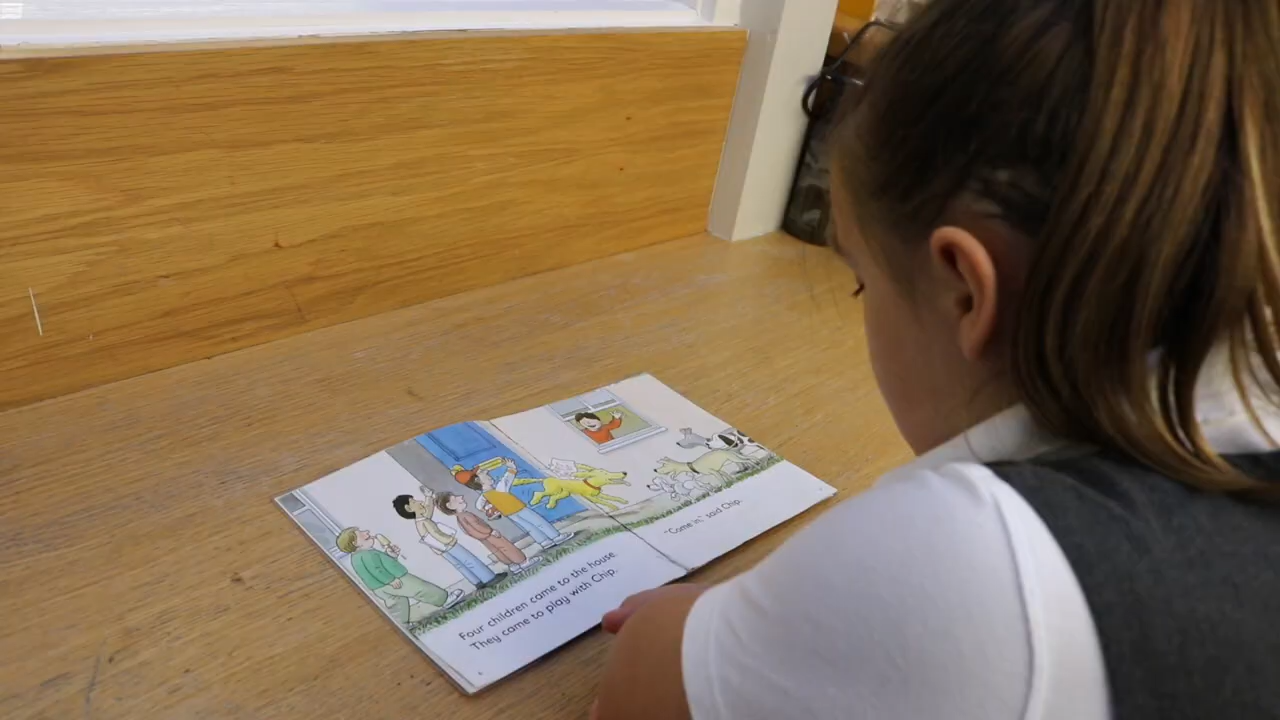 Four children came to the house.
They came to play with Chip.
"Come in," said Chip.